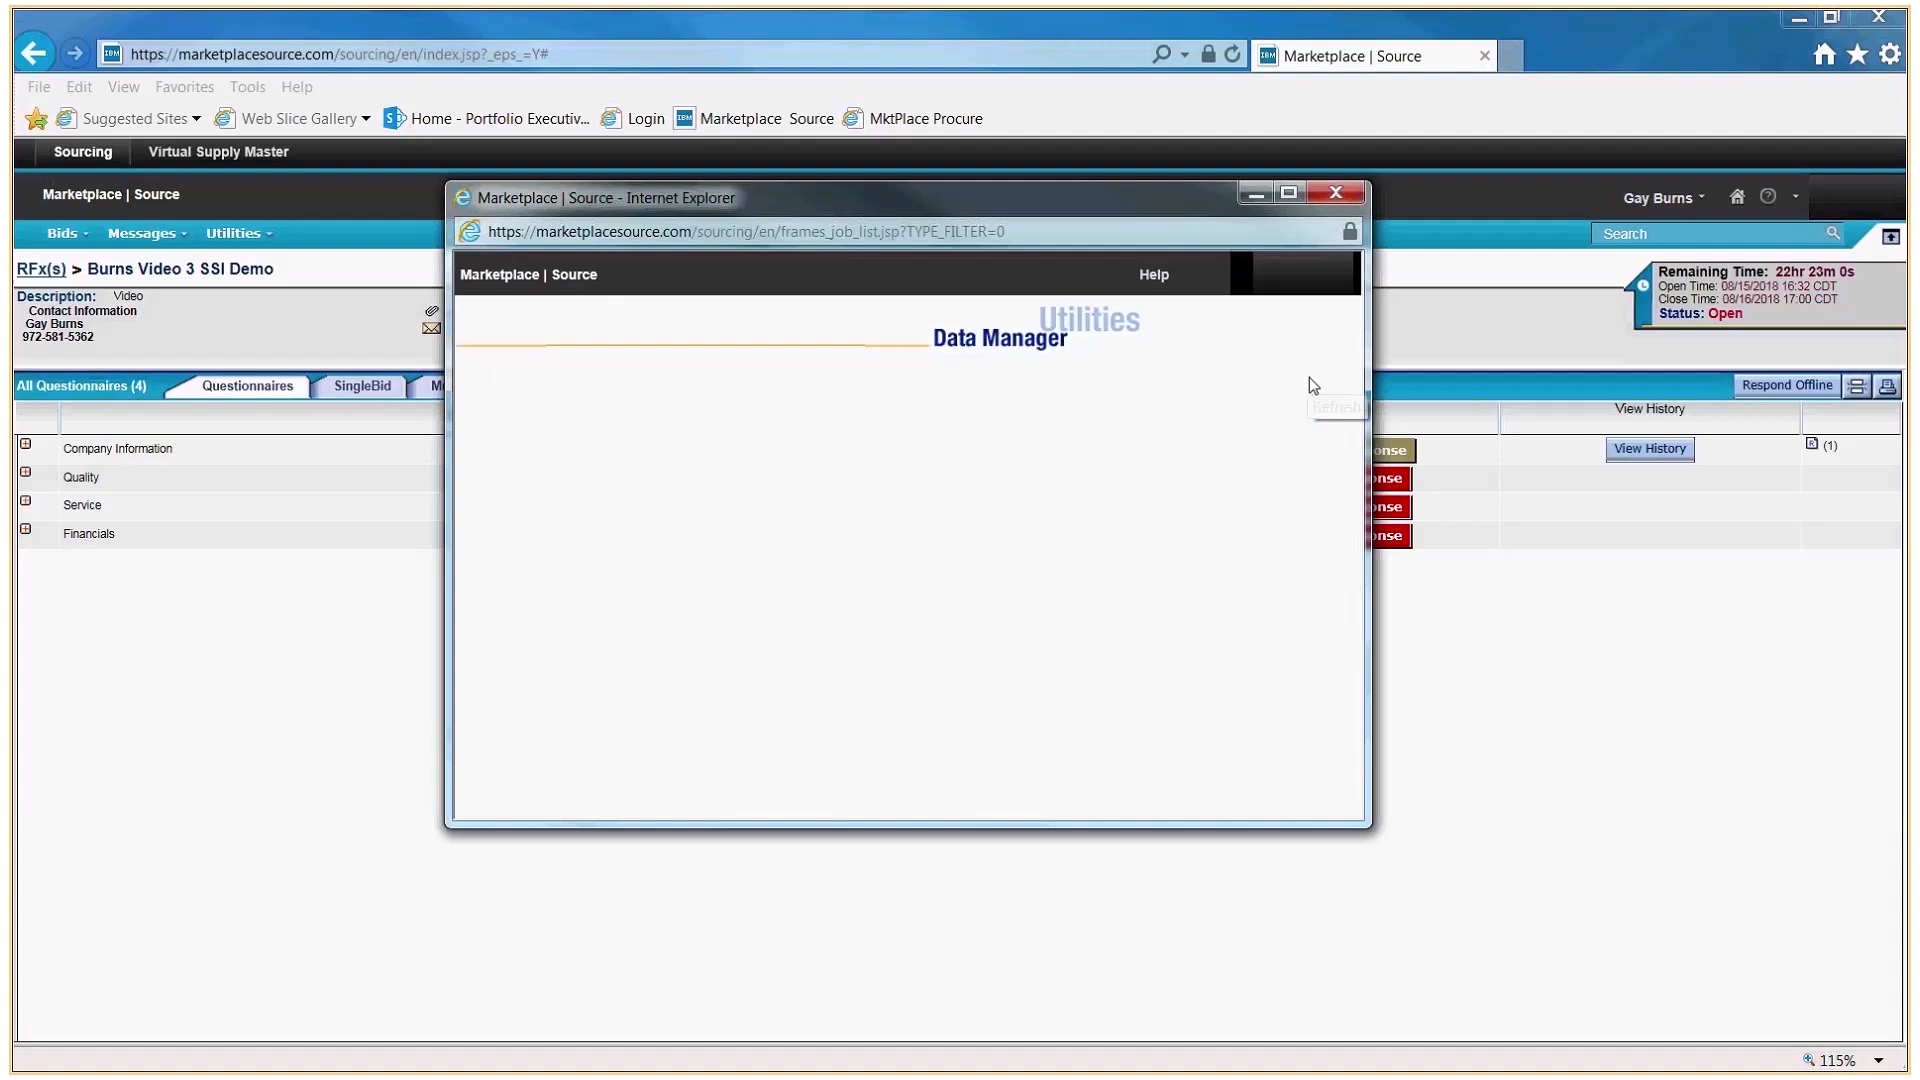 https://marketplacesource.com/sourcing/en/index.jsp?_eps_=Y#
Marketplace | Source
File Edit View Favorites Tools Help
Suggested Sites Web Slice Gallery Home - Portfolio Executiv... Login IBM Marketplace Source MktPlace Procure
Sourcing Virtual Supply Master
Marketplace | Source
Gay Burns
Bids Messages Utilities
Search
RFx(s) > Burns Video 3 SSI Demo
Description: Video
Contact Information
Gay Burns
972-581-5362
Remaining Time: 22hr 23m 0s
Open Time: 08/15/2018 16:32 CDT
Close Time: 08/16/2018 17:00 CDT
Status: Open
All Questionnaires (4) Questionnaires SingleBid
Respond Offline
View History
Company Information
onse
View History
(1)
Quality
onse
Service
onse
Financials
onse
Marketplace | Source - Internet Explorer
https://marketplacesource.com/sourcing/en/frames_job_list.jsp?TYPE_FILTER=0
Marketplace | Source
Help
Utilities
Data Manager
Refresh
115%